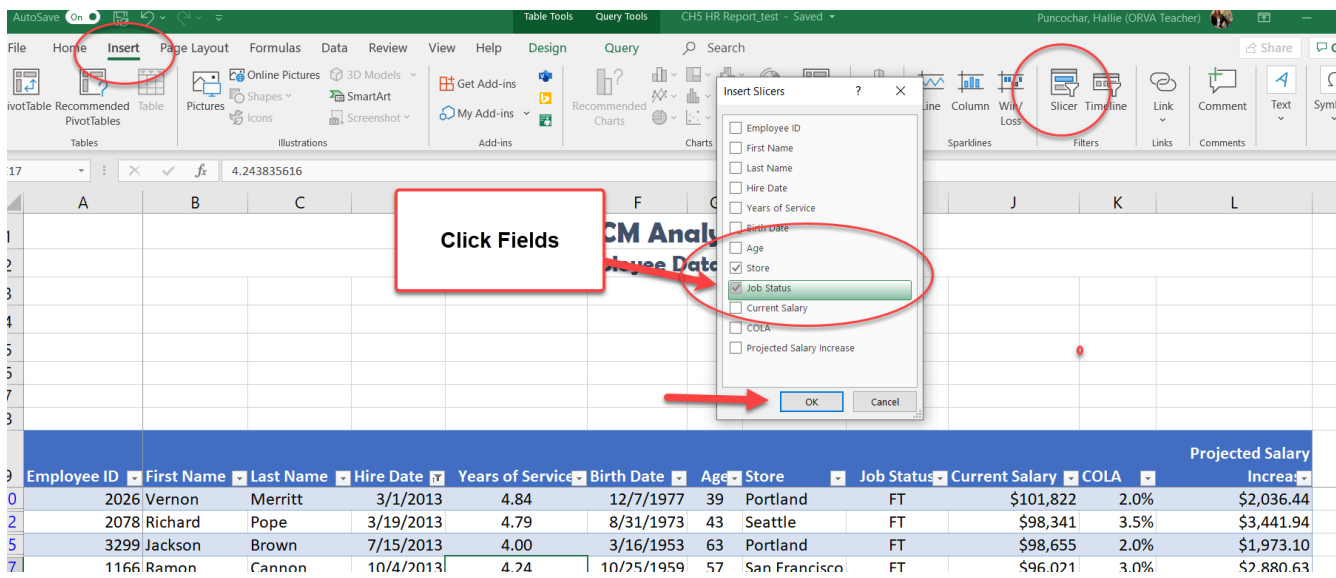 AutoSave On Table Tools Query Tools CH5 HR Report_test - Saved Puncochar, Hallie (ORVA Teacher)
File Home Insert Page Layout Formulas Data Review View Help Design Query Search Share
ivotTable Recommended PivotTables Table
Tables
Pictures Online Pictures Shapes Icons 3D Models SmartArt Screenshot
Illustrations
Get Add-ins My Add-ins
Add-ins
Recommended Charts
Charts
Line Column Win/ Loss
Sparklines
Slicer Timeline
Filters
Link
Links
Comment
Comments
Text
Insert Slicers ? ×
Employee ID
First Name
Last Name
Hire Date
Years of Service
Birth Date
Age
Store
Job Status
Current Salary
COLA
Projected Salary Increase
OK Cancel
17 fx 4.243835616
A B C F J K L
Click Fields
CM Analy
loyee Data
Employee ID First Name Last Name Hire Date Years of Service Birth Date Age Store Job Status Current Salary COLA Projected Salary Increas
2026 Vernon Merritt 3/1/2013 4.84 12/7/1977 39 Portland FT $101,822 2.0% $2,036.44
2078 Richard Pope 3/19/2013 4.79 8/31/1973 43 Seattle FT $98,341 3.5% $3,441.94
3299 Jackson Brown 7/15/2013 4.00 3/16/1953 63 Portland FT $98,655 2.0% $1,973.10
1166 Ramon Cannon 10/4/2013 4.24 10/25/1959 57 San Francisco FT $96,021 3.0% $2,880.63